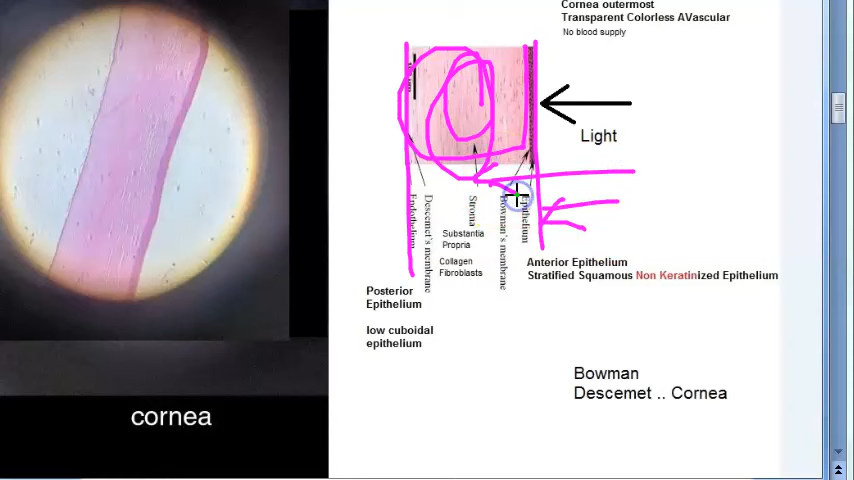 Cornea outermost
Transparent Colorless AVascular
No blood supply
Light
Endothelium
Descemet's membrane
Stroma
Bowman's membrane
Epithelium
Substantia
Propria
Collagen
Fibroblasts
Anterior Epithelium
Stratified Squamous Non Keratinized Epithelium
Posterior
Epithelium
low cuboidal
epithelium
Bowman
Descemet .. Cornea
cornea